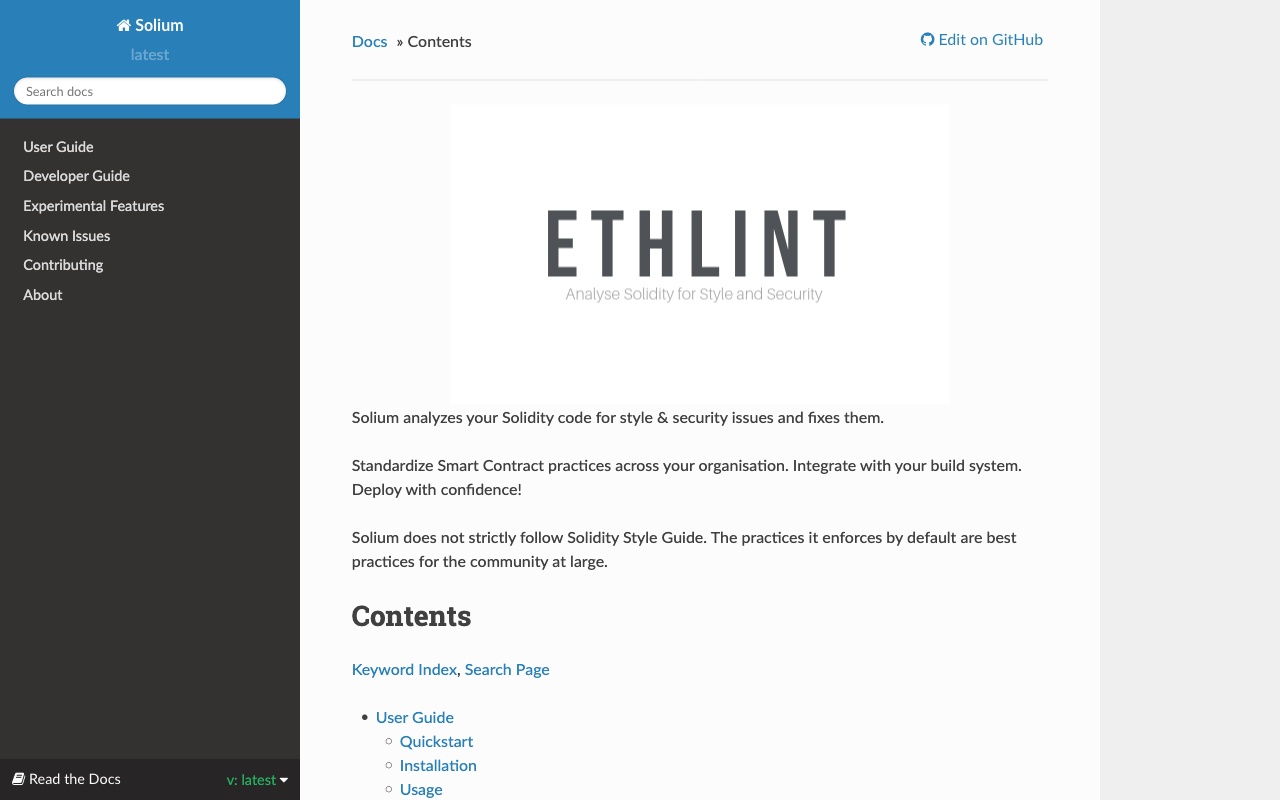 Solium
latest
Search docs
User Guide
Developer Guide
Experimental Features
Known Issues
Contributing
About
Read the Docs
v: latest
Docs » Contents
Edit on GitHub
ETHLINT
Analyse Solidity for Style and Security
Solium analyzes your Solidity code for style & security issues and fixes them.
Standardize Smart Contract practices across your organisation. Integrate with your build system.
Deploy with confidence!
Solium does not strictly follow Solidity Style Guide. The practices it enforces by default are best
practices for the community at large.
Contents
Keyword Index, Search Page
User Guide
Quickstart
Installation
Usage